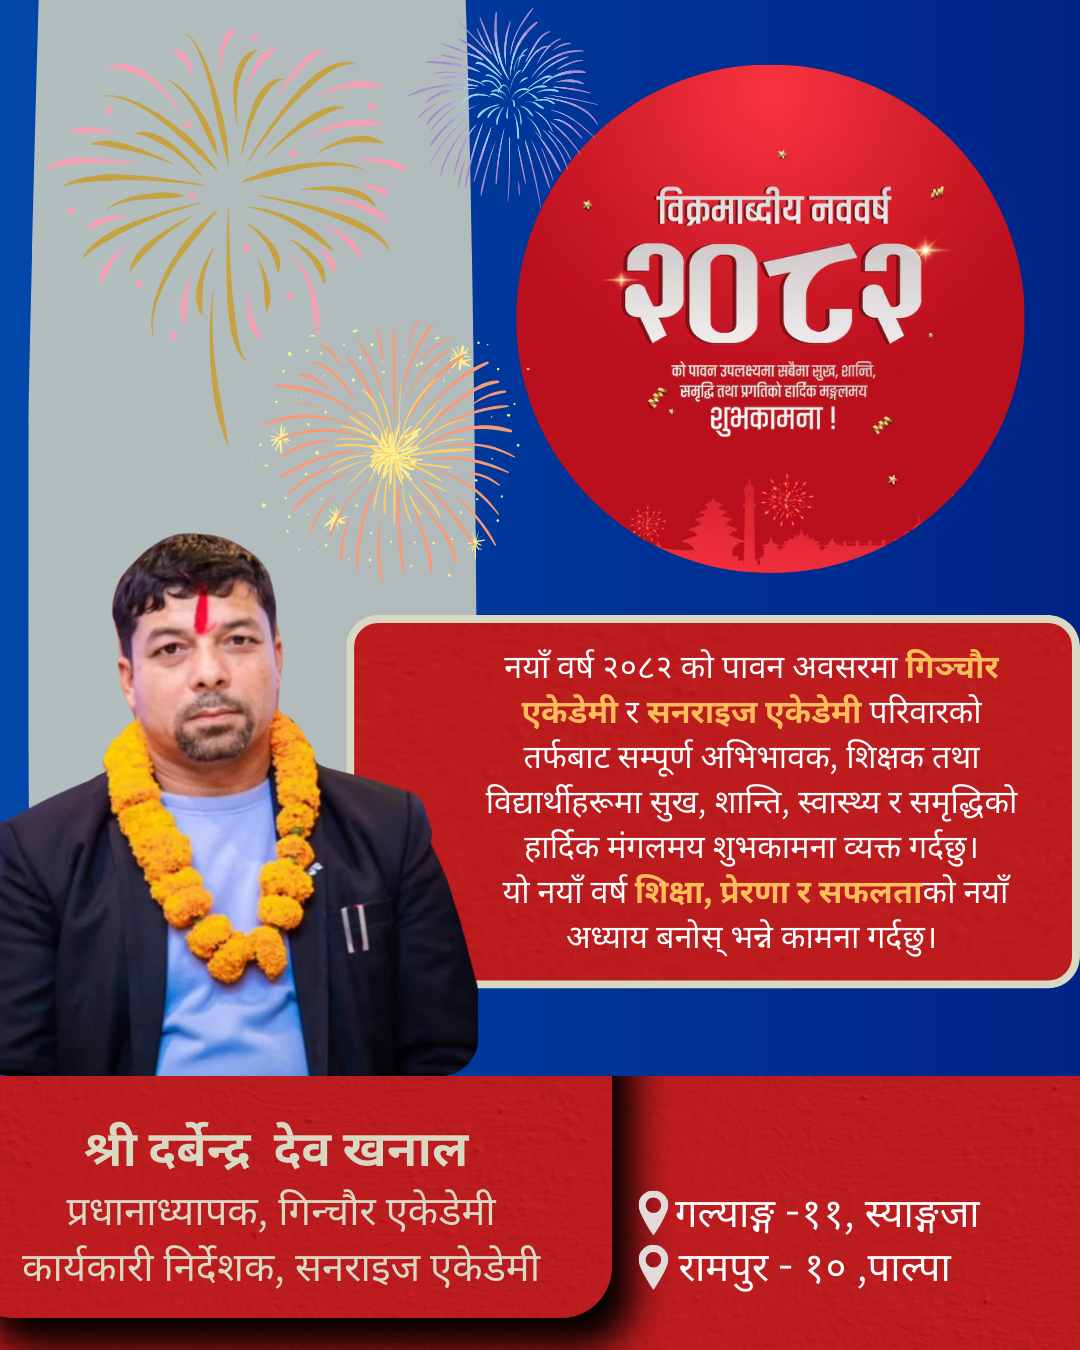 विक्रमाब्दीय नववर्ष
२०८२
को पावन उपलक्ष्यमा सबैमा सुख, शान्ति,
समृद्धि तथा प्रगतिको हार्दिक मङ्गलमय
शुभकामना !
नयाँ वर्ष २०८२ को पावन अवसरमा गिञ्चौर
एकेडेमी र सनराइज एकेडेमी परिवारको
तर्फबाट सम्पूर्ण अभिभावक, शिक्षक तथा
विद्यार्थीहरूमा सुख, शान्ति, स्वास्थ्य र समृद्धिको
हार्दिक मंगलमय शुभकामना व्यक्त गर्दछु।
यो नयाँ वर्ष शिक्षा, प्रेरणा र सफलताको नयाँ
अध्याय बनोस् भन्ने कामना गर्दछु।
श्री दर्बेन्द्र देव खनाल
प्रधानाध्यापक, गिन्चौर एकेडेमी
कार्यकारी निर्देशक, सनराइज एकेडेमी
गल्याङ्ग -११, स्याङ्गजा
रामपुर - १० ,पाल्पा